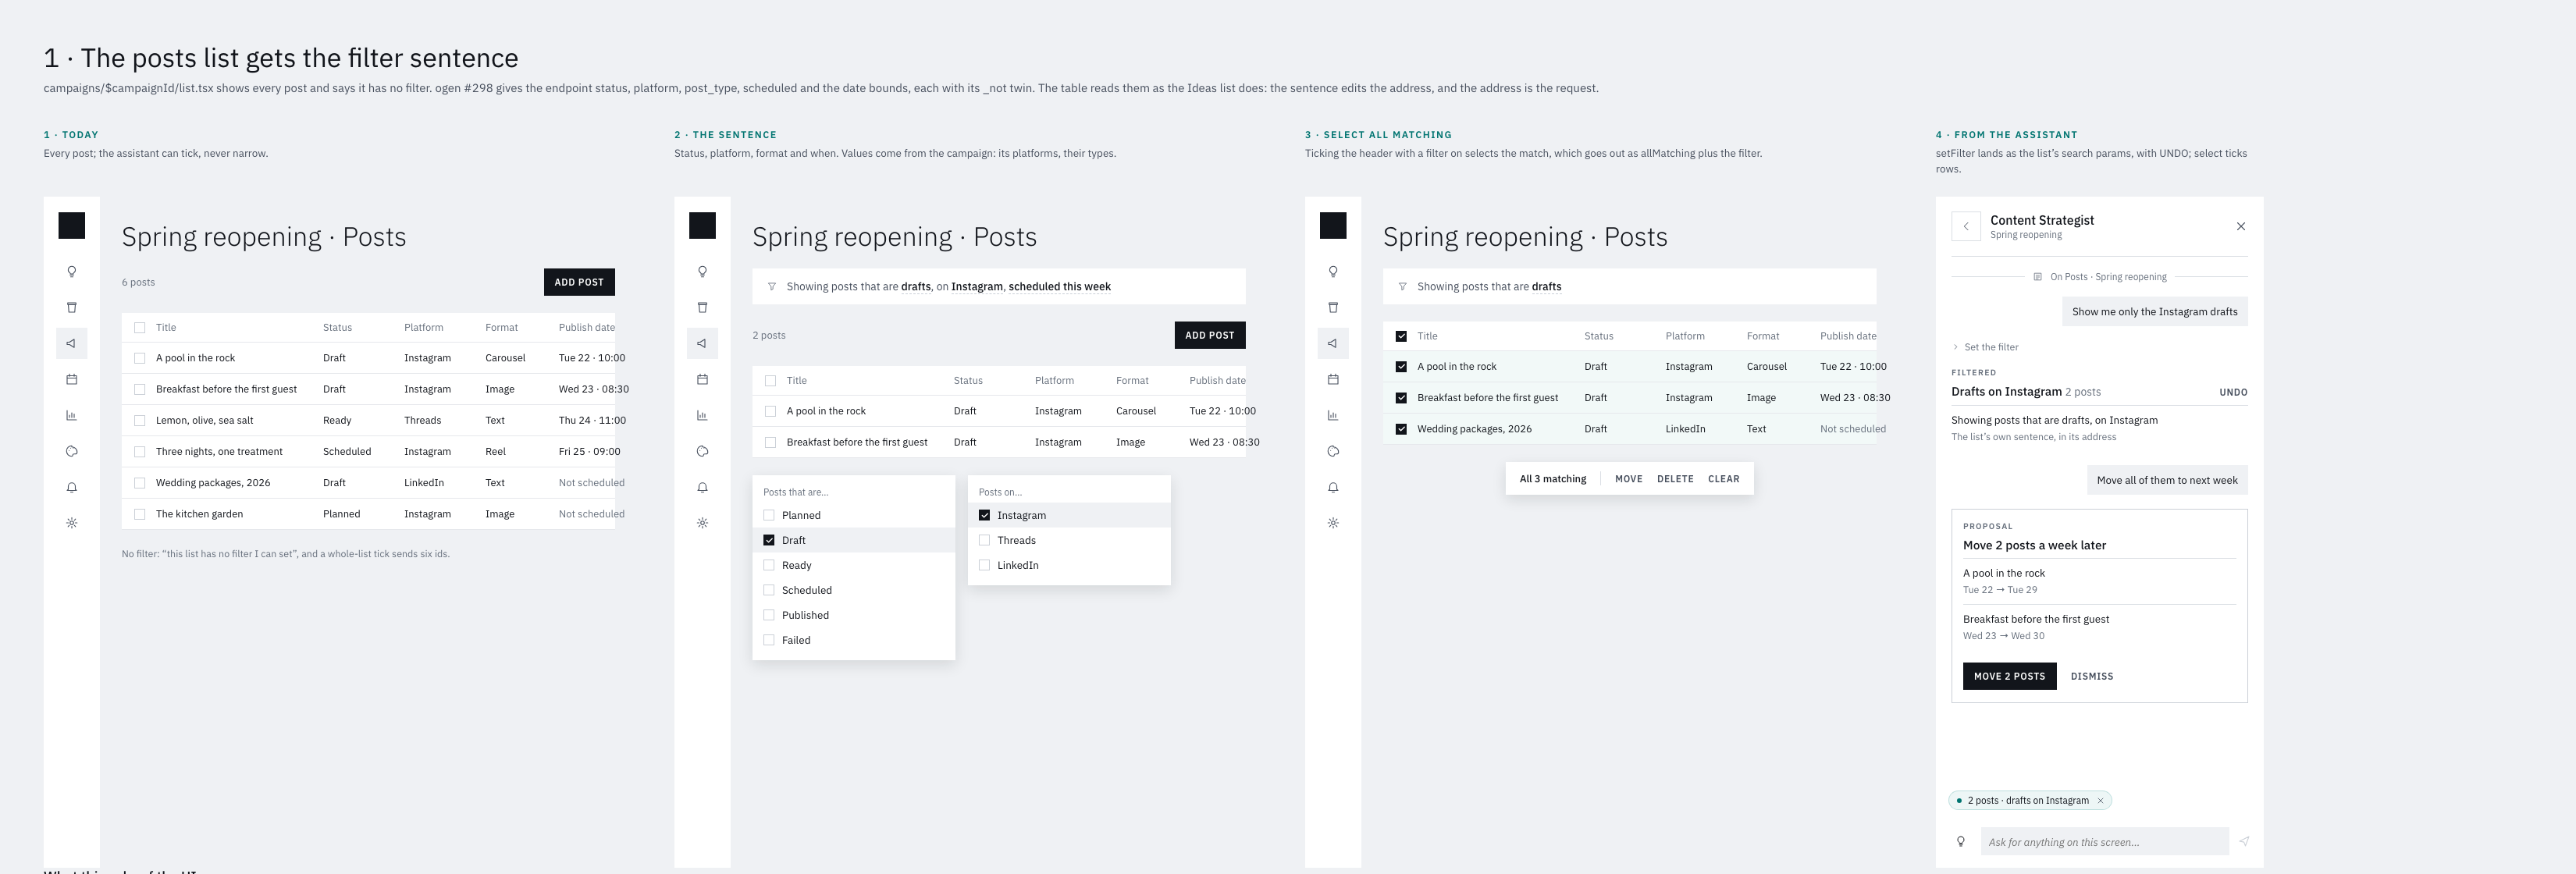 1 · The posts list gets the filter sentence
campaigns/$campaignId/list.tsx shows every post and says it has no filter. ogen #298 gives the endpoint status, platform, post_type, scheduled and the date bounds, each with its _not twin. The table reads them as the Ideas list does: the sentence edits the address, and the address is the request.
1 · TODAY
Every post; the assistant can tick, never narrow.
Spring reopening · Posts
6 posts
ADD POST
Title Status Platform Format Publish date
A pool in the rock Draft Instagram Carousel Tue 22 · 10:00
Breakfast before the first guest Draft Instagram Image Wed 23 · 08:30
Lemon, olive, sea salt Ready Threads Text Thu 24 · 11:00
Three nights, one treatment Scheduled Instagram Reel Fri 25 · 09:00
Wedding packages, 2026 Draft LinkedIn Text Not scheduled
The kitchen garden Planned Instagram Image Not scheduled
No filter: “this list has no filter I can set”, and a whole-list tick sends six ids.
2 · THE SENTENCE
Status, platform, format and when. Values come from the campaign: its platforms, their types.
Spring reopening · Posts
Showing posts that are drafts, on Instagram, scheduled this week
2 posts
ADD POST
Title Status Platform Format Publish date
A pool in the rock Draft Instagram Carousel Tue 22 · 10:00
Breakfast before the first guest Draft Instagram Image Wed 23 · 08:30
Posts that are…
Planned
Draft
Ready
Scheduled
Published
Failed
Posts on…
Instagram
Threads
LinkedIn
3 · SELECT ALL MATCHING
Ticking the header with a filter on selects the match, which goes out as allMatching plus the filter.
Spring reopening · Posts
Showing posts that are drafts
Title Status Platform Format Publish date
A pool in the rock Draft Instagram Carousel Tue 22 · 10:00
Breakfast before the first guest Draft Instagram Image Wed 23 · 08:30
Wedding packages, 2026 Draft LinkedIn Text Not scheduled
All 3 matching MOVE DELETE CLEAR
4 · FROM THE ASSISTANT
setFilter lands as the list’s search params, with UNDO; select ticks
rows.
Content Strategist
Spring reopening
On Posts · Spring reopening
Show me only the Instagram drafts
Set the filter
FILTERED
Drafts on Instagram 2 posts UNDO
Showing posts that are drafts, on Instagram
The list’s own sentence, in its address
Move all of them to next week
PROPOSAL
Move 2 posts a week later
A pool in the rock
Tue 22 → Tue 29
Breakfast before the first guest
Wed 23 → Wed 30
MOVE 2 POSTS DISMISS
2 posts · drafts on Instagram
Ask for anything on this screen…